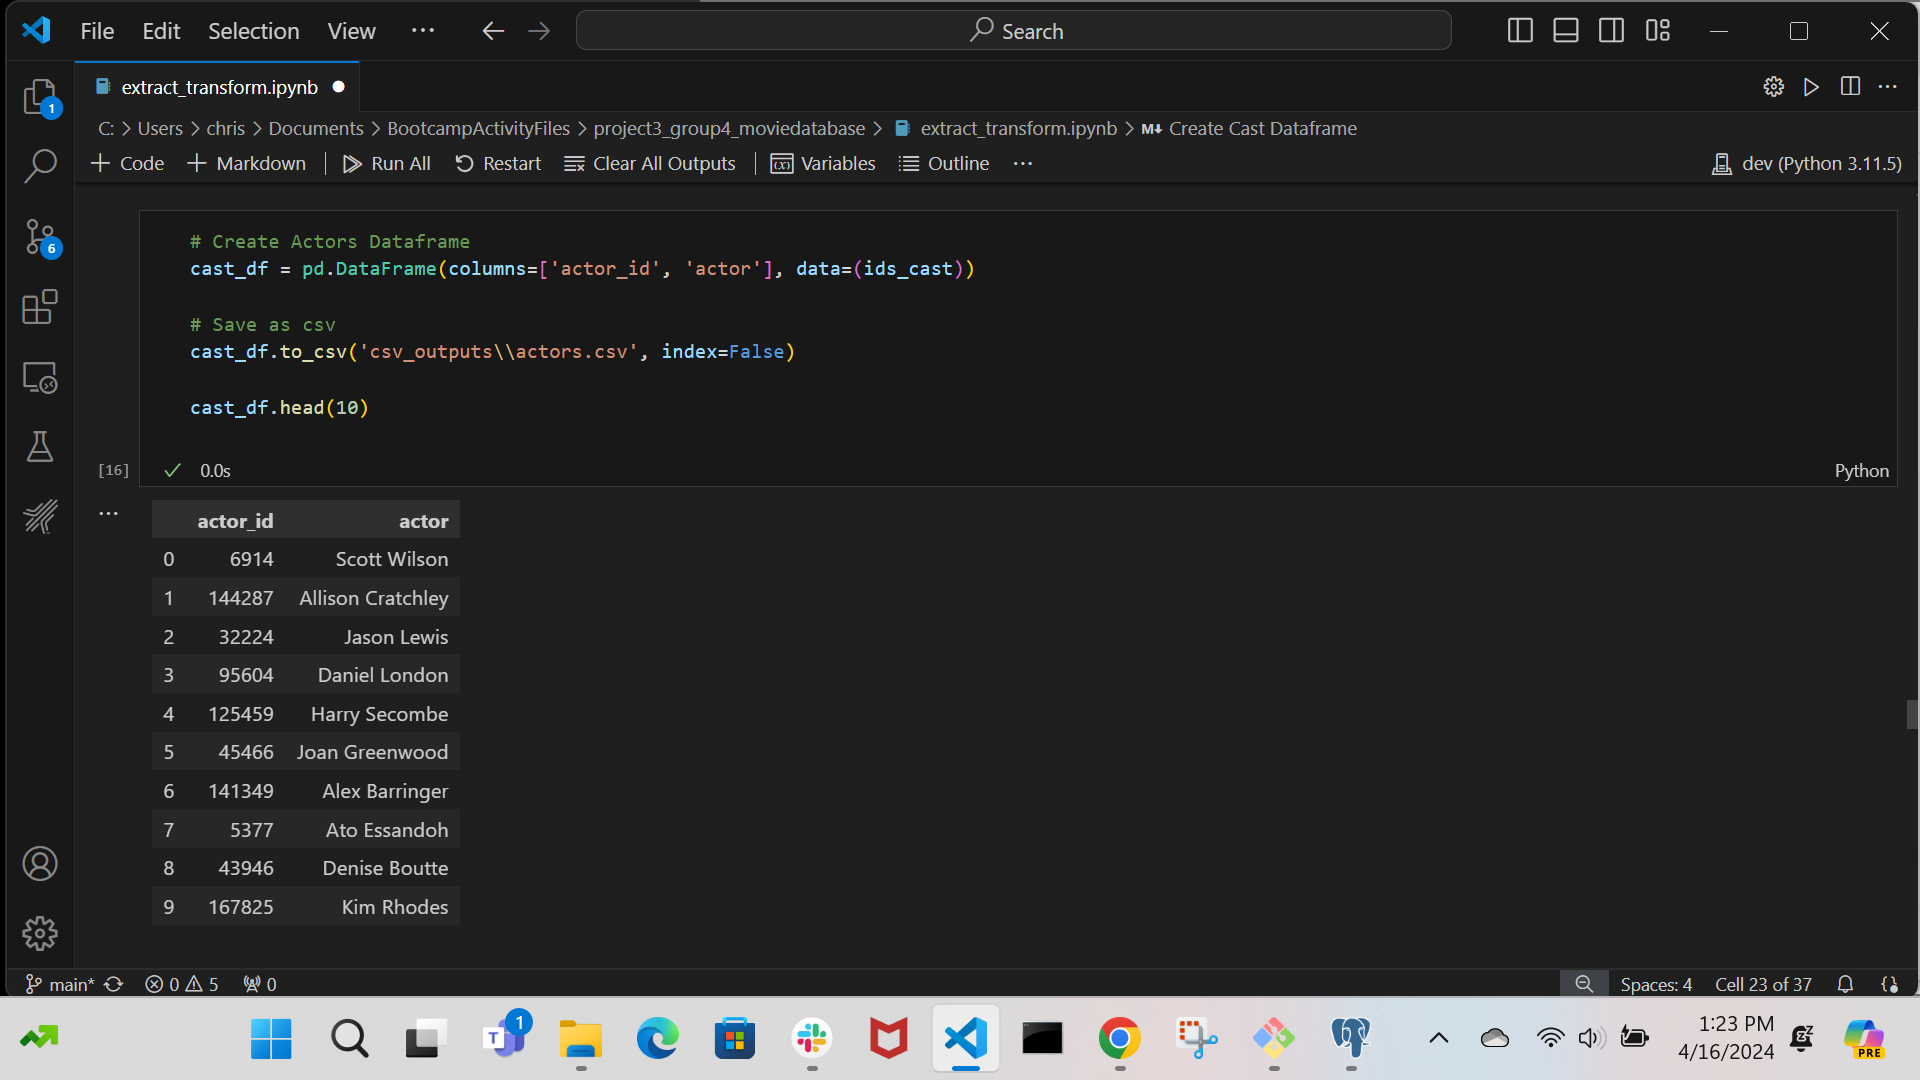 File Edit Selection View ··· Search
1 extract_transform.ipynb
C: > Users > chris > Documents > BootcampActivityFiles > project3_group4_moviedatabase > extract_transform.ipynb > M↓ Create Cast Dataframe
+ Code + Markdown | Run All Restart Clear All Outputs | Variables Outline ··· dev (Python 3.11.5)
6
# Create Actors Dataframe
cast_df = pd.DataFrame(columns=['actor_id', 'actor'], data=(ids_cast))
# Save as csv
cast_df.to_csv('csv_outputs\\actors.csv', index=False)
cast_df.head(10)
[16] ✓ 0.0s Python
actor_id actor
0 6914 Scott Wilson
1 144287 Allison Cratchley
2 32224 Jason Lewis
3 95604 Daniel London
4 125459 Harry Secombe
5 45466 Joan Greenwood
6 141349 Alex Barringer
7 5377 Ato Essandoh
8 43946 Denise Boutte
9 167825 Kim Rhodes
main* 0 5 0 Spaces: 4 Cell 23 of 37
T 1 1:23 PM
4/16/2024 PRE